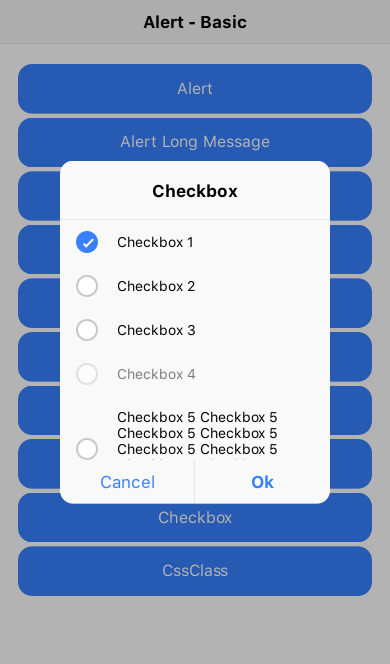 Alert - Basic
Alert
Alert Long Message
Checkbox
Checkbox 1
Checkbox 2
Checkbox 3
Checkbox 4
Checkbox 5 Checkbox 5
Checkbox 5 Checkbox 5
Checkbox 5 Checkbox 5
Cancel
Ok
Checkbox
CssClass